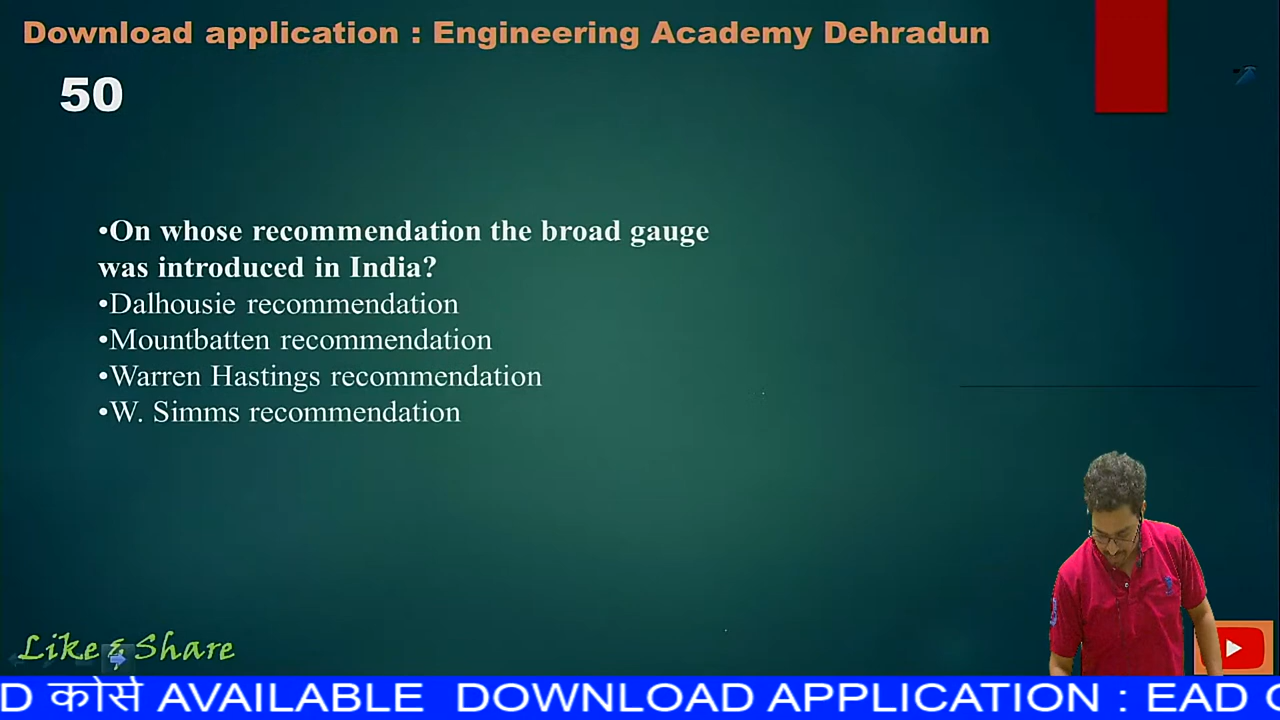 Download application : Engineering Academy Dehradun
50
•On whose recommendation the broad gauge
was introduced in India?
•Dalhousie recommendation
•Mountbatten recommendation
•Warren Hastings recommendation
•W. Simms recommendation
Like & Share
D कोर्स AVAILABLE DOWNLOAD APPLICATION : EAD